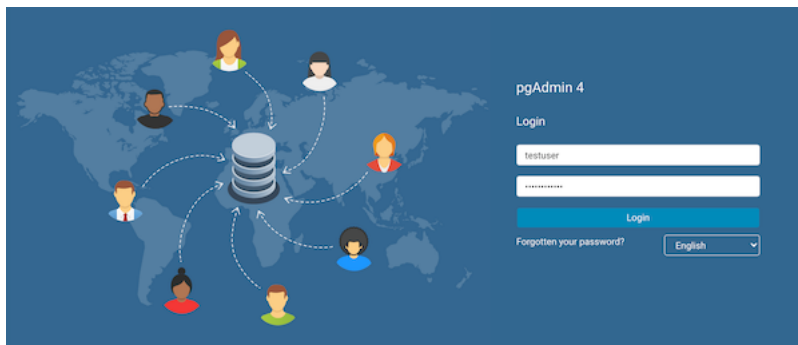 pgAdmin 4
Login
testuser
••••••••••••
Login
Forgotten your password?
English